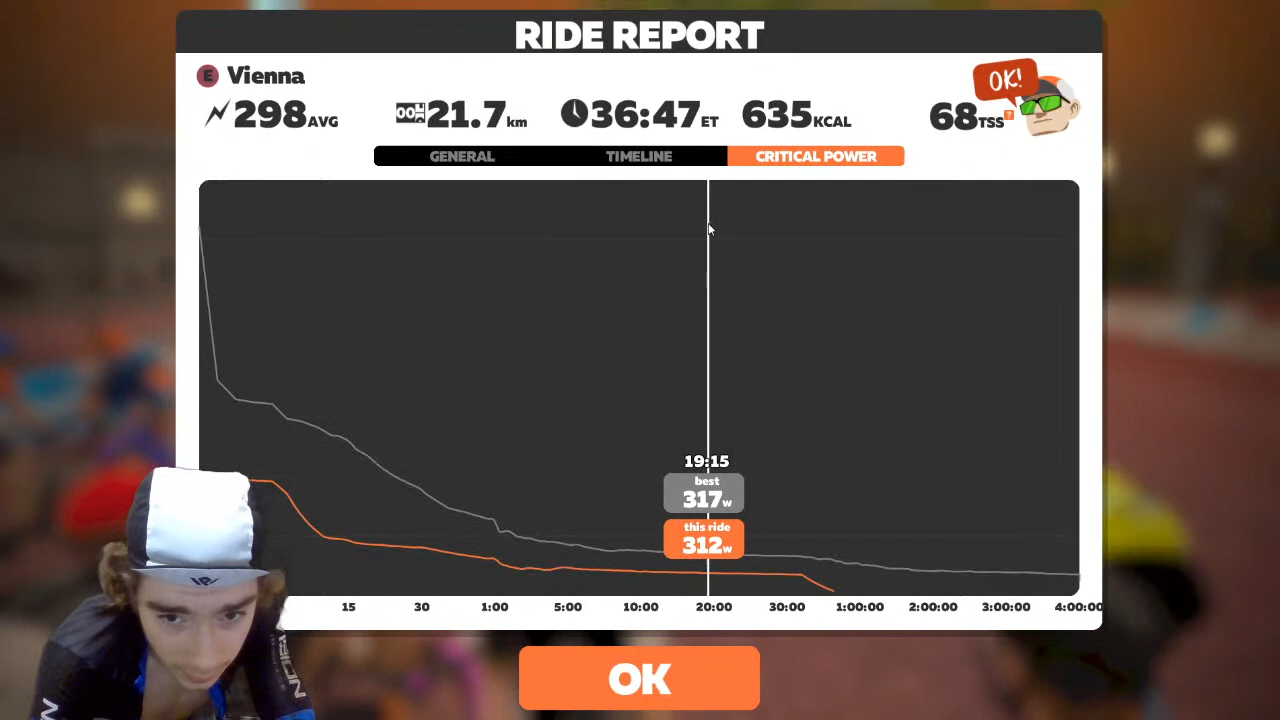 RIDE REPORT
E Vienna
OK!
298AVG 21.7km 36:47ET 635KCAL 68TSS?
GENERAL TIMELINE CRITICAL POWER
19:15
best
317w
this ride
312w
15 30 1:00 5:00 10:00 20:00 30:00 1:00:00 2:00:00 3:00:00 4:00:00
OK